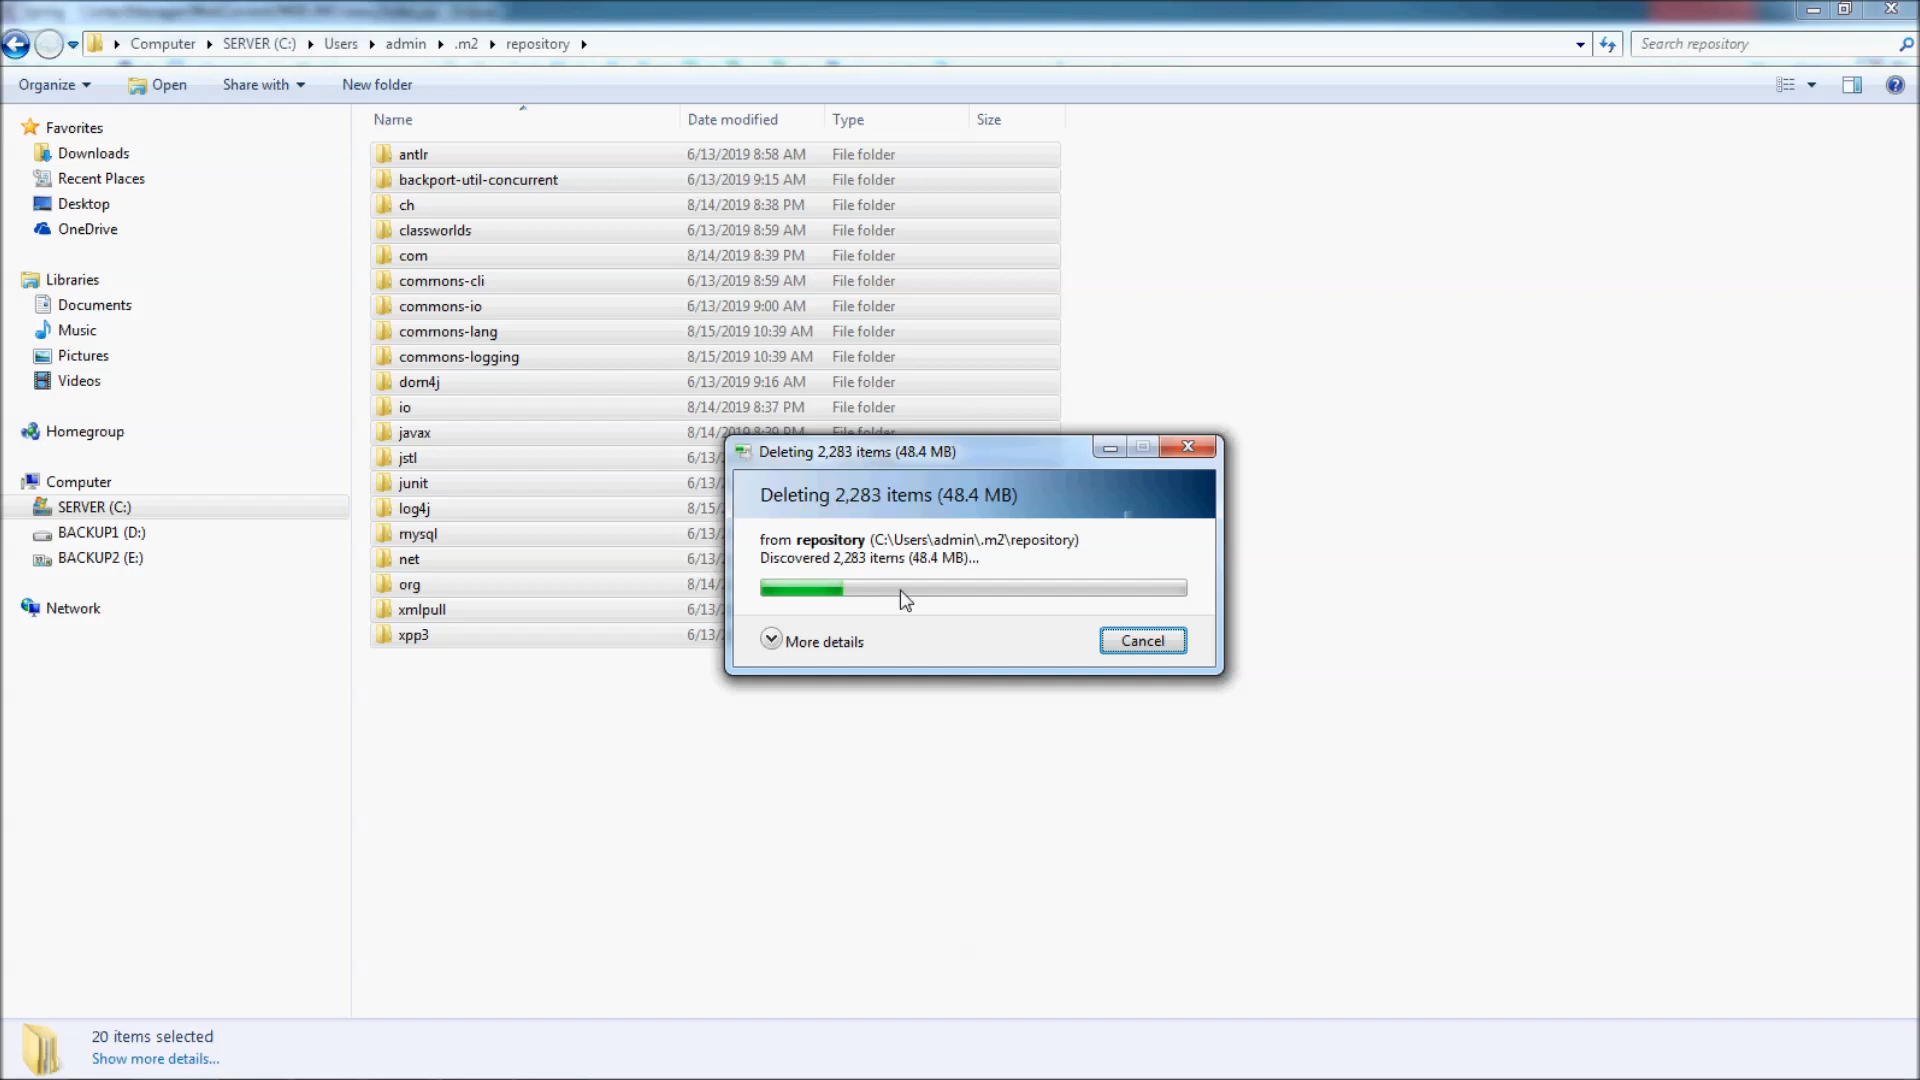 Computer SERVER (C:) Users admin .m2 repository
Search repository
Organize Open Share with New folder
Name Date modified Type Size
Favorites
Downloads
Recent Places
Desktop
OneDrive
Libraries
Documents
Music
Pictures
Videos
Homegroup
Computer
SERVER (C:)
BACKUP1 (D:)
BACKUP2 (E:)
Network
antlr 6/13/2019 8:58 AM File folder
backport-util-concurrent 6/13/2019 9:15 AM File folder
ch 8/14/2019 8:38 PM File folder
classworlds 6/13/2019 8:59 AM File folder
com 8/14/2019 8:39 PM File folder
commons-cli 6/13/2019 8:59 AM File folder
commons-io 6/13/2019 9:00 AM File folder
commons-lang 8/15/2019 10:39 AM File folder
commons-logging 8/15/2019 10:39 AM File folder
dom4j 6/13/2019 9:16 AM File folder
io 8/14/2019 8:37 PM File folder
javax 8/14/2019 8:39 PM File folder
jstl 6/13/2
junit 6/13/2
log4j 8/15/2
mysql 6/13/2
net 6/13/2
org 8/14/2
xmlpull 6/13/2
xpp3 6/13/2
Deleting 2,283 items (48.4 MB)
Deleting 2,283 items (48.4 MB)
from repository (C:\Users\admin\.m2\repository)
Discovered 2,283 items (48.4 MB)...
More details
Cancel
20 items selected
Show more details...